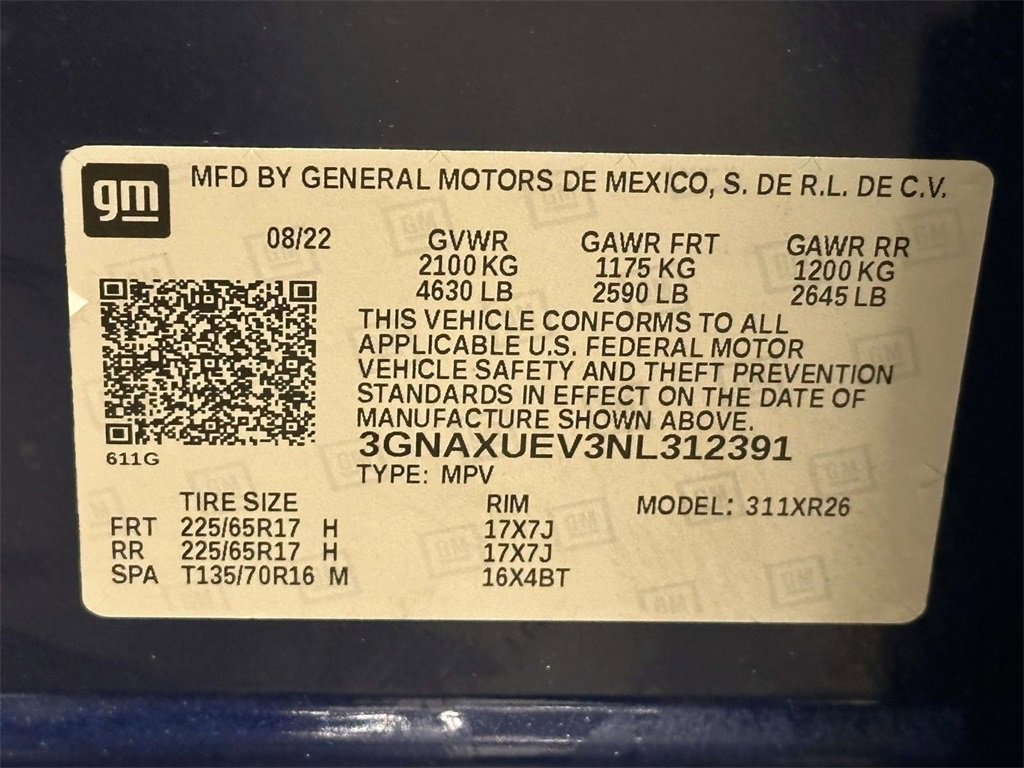 gm
MFD BY GENERAL MOTORS DE MEXICO, S. DE R.L. DE C.V.
08/22 GVWR GAWR FRT GAWR RR
2100 KG 1175 KG 1200 KG
4630 LB 2590 LB 2645 LB
THIS VEHICLE CONFORMS TO ALL
APPLICABLE U.S. FEDERAL MOTOR
VEHICLE SAFETY AND THEFT PREVENTION
STANDARDS IN EFFECT ON THE DATE OF
MANUFACTURE SHOWN ABOVE.
3GNAXUEV3NL312391
611G
TYPE: MPV
TIRE SIZE RIM MODEL: 311XR26
FRT 225/65R17 H 17X7J
RR 225/65R17 H 17X7J
SPA T135/70R16 M 16X4BT